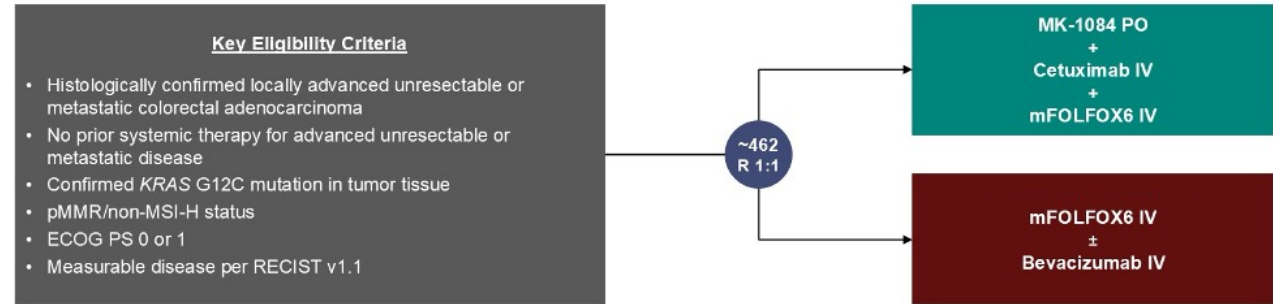 Key Eligibility Criteria
• Histologically confirmed locally advanced unresectable or
metastatic colorectal adenocarcinoma
• No prior systemic therapy for advanced unresectable or
metastatic disease
• Confirmed KRAS G12C mutation in tumor tissue
• pMMR/non-MSI-H status
• ECOG PS 0 or 1
• Measurable disease per RECIST v1.1
~462
R 1:1
MK-1084 PO
+
Cetuximab IV
+
mFOLFOX6 IV
mFOLFOX6 IV
±
Bevacizumab IV